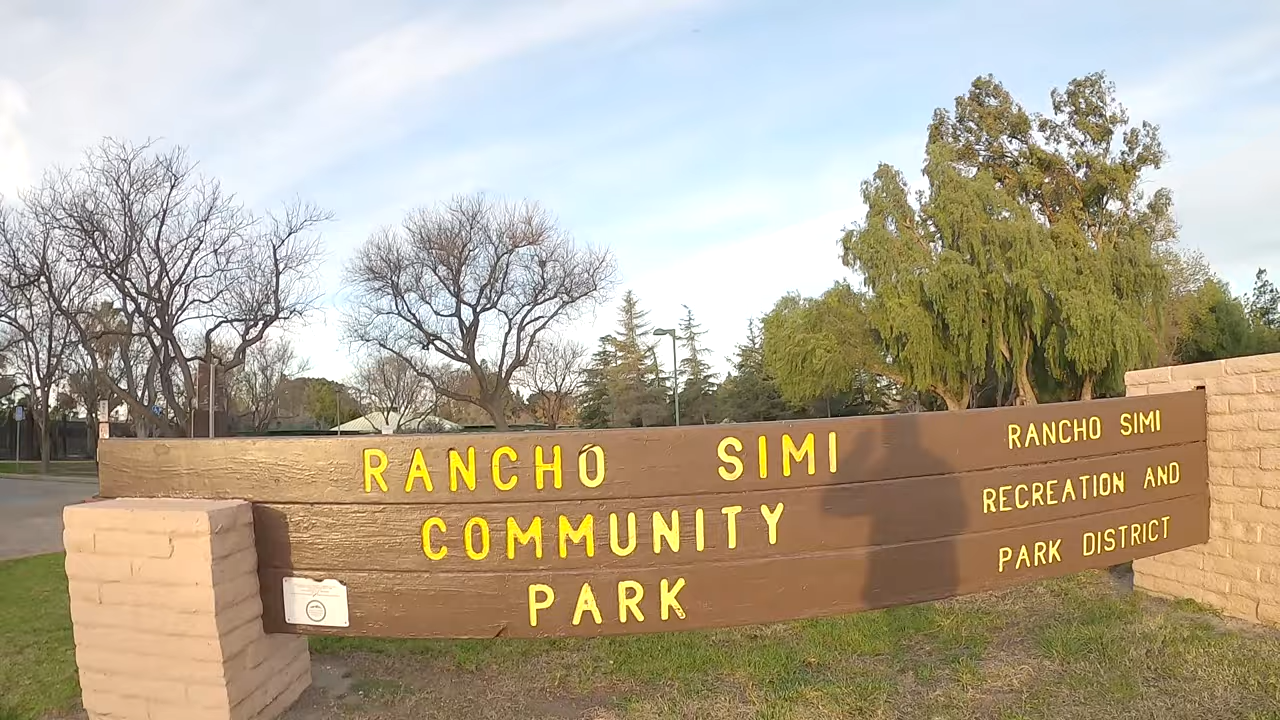 RANCHO SIMI
COMMUNITY
PARK
RANCHO SIMI
RECREATION AND
PARK DISTRICT